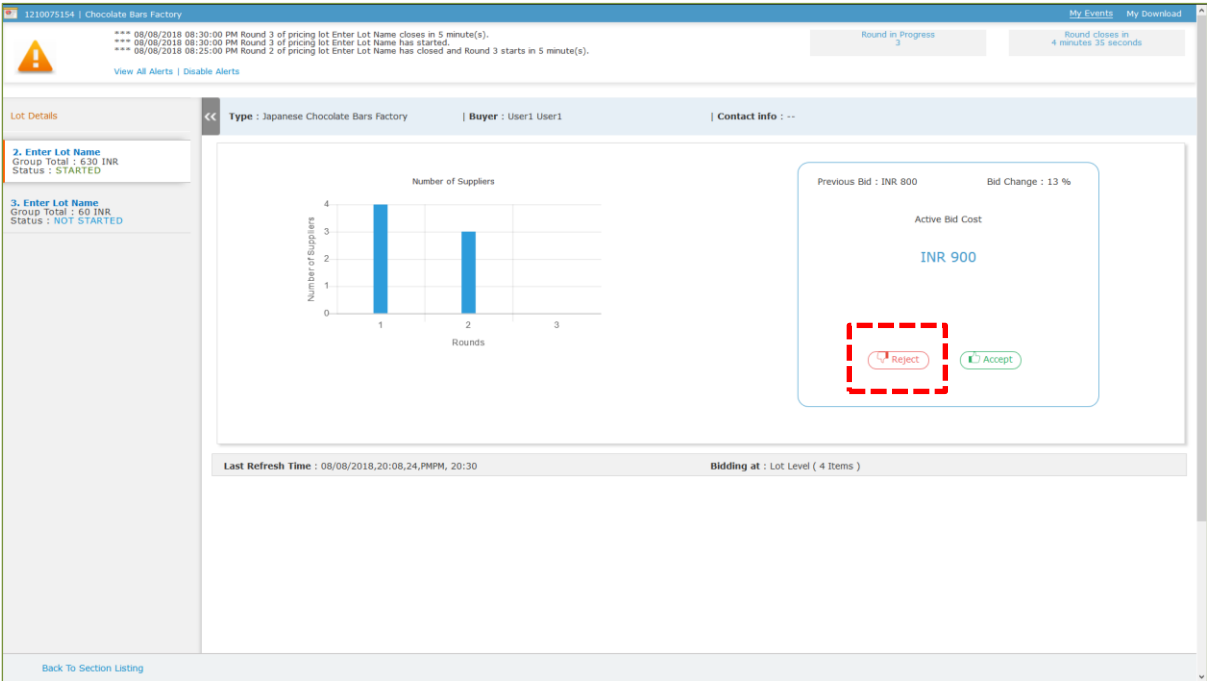 1210075154 | Chocolate Bars Factory
My Events My Download
*** 08/08/2018 08:30:00 PM Round 3 of pricing lot Enter Lot Name closes in 5 minute(s).
*** 08/08/2018 08:30:00 PM Round 3 of pricing lot Enter Lot Name has started.
*** 08/08/2018 08:25:00 PM Round 2 of pricing lot Enter Lot Name has closed and Round 3 starts in 5 minute(s).
View All Alerts | Disable Alerts
Round in Progress
3
Round closes in
4 minutes 35 seconds
Lot Details
2. Enter Lot Name
Group Total : 630 INR
Status : STARTED
3. Enter Lot Name
Group Total : 60 INR
Status : NOT STARTED
<< Type : Japanese Chocolate Bars Factory | Buyer : User1 User1 | Contact info : --
Number of Suppliers
Number of Suppliers
4
3
2
1
0
1 2 3
Rounds
Previous Bid : INR 800 Bid Change : 13 %
Active Bid Cost
INR 900
Reject Accept
Last Refresh Time : 08/08/2018,20:08,24,PMPM, 20:30 Bidding at : Lot Level ( 4 Items )
Back To Section Listing